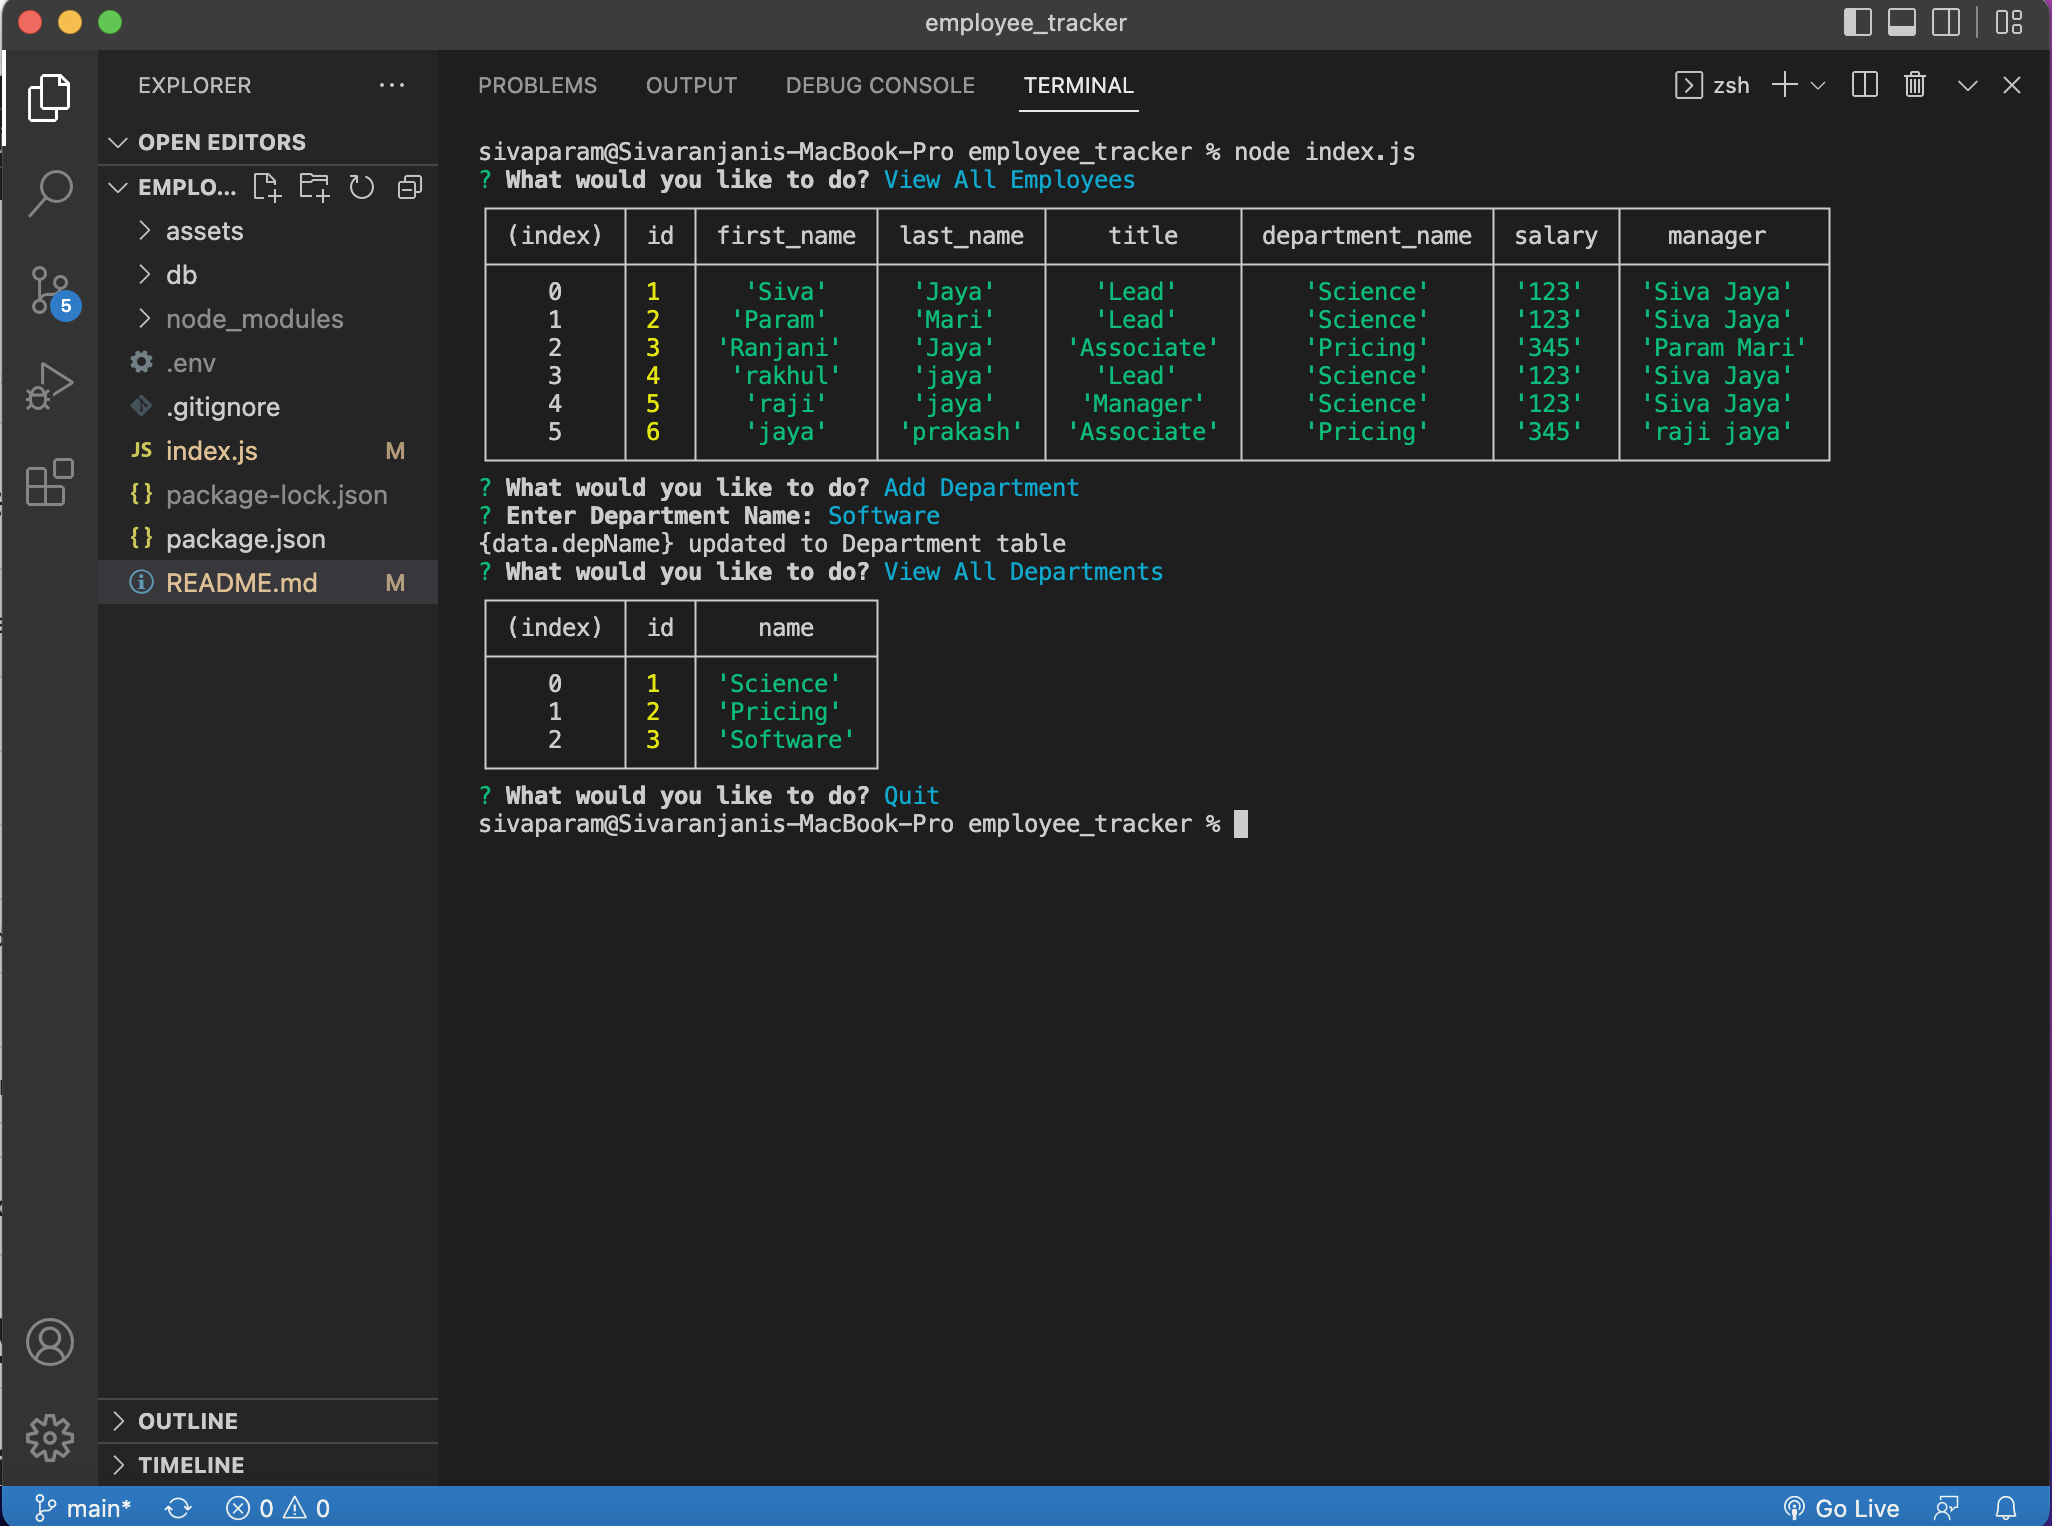 employee_tracker
EXPLORER
OPEN EDITORS
EMPLO...
assets
db
node_modules
.env
.gitignore
JS index.js M
{} package-lock.json
{} package.json
README.md M
OUTLINE
TIMELINE
5
PROBLEMS OUTPUT DEBUG CONSOLE TERMINAL zsh
sivaparam@Sivaranjanis-MacBook-Pro employee_tracker % node index.js
? What would you like to do? View All Employees
(index) id first_name last_name title department_name salary manager
0 1 'Siva' 'Jaya' 'Lead' 'Science' '123' 'Siva Jaya'
1 2 'Param' 'Mari' 'Lead' 'Science' '123' 'Siva Jaya'
2 3 'Ranjani' 'Jaya' 'Associate' 'Pricing' '345' 'Param Mari'
3 4 'rakhul' 'jaya' 'Lead' 'Science' '123' 'Siva Jaya'
4 5 'raji' 'jaya' 'Manager' 'Science' '123' 'Siva Jaya'
5 6 'jaya' 'prakash' 'Associate' 'Pricing' '345' 'raji jaya'
? What would you like to do? Add Department
? Enter Department Name: Software
{data.depName} updated to Department table
? What would you like to do? View All Departments
(index) id name
0 1 'Science'
1 2 'Pricing'
2 3 'Software'
? What would you like to do? Quit
sivaparam@Sivaranjanis-MacBook-Pro employee_tracker %
main* 0 0 Go Live